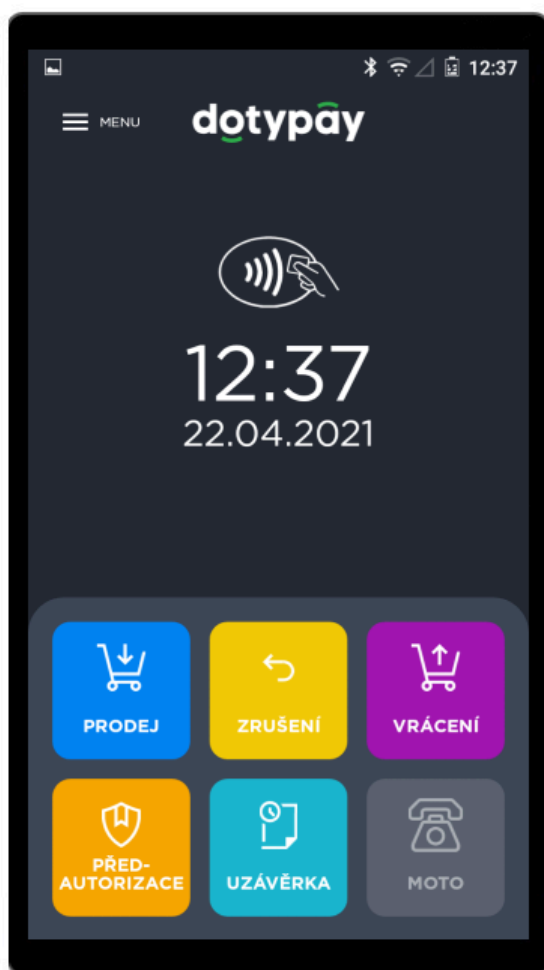 12:37
MENU
dotypay
12:37
22.04.2021
PRODEJ
ZRUŠENÍ
VRÁCENÍ
PŘED-
AUTORIZACE
UZÁVĚRKA
MOTO